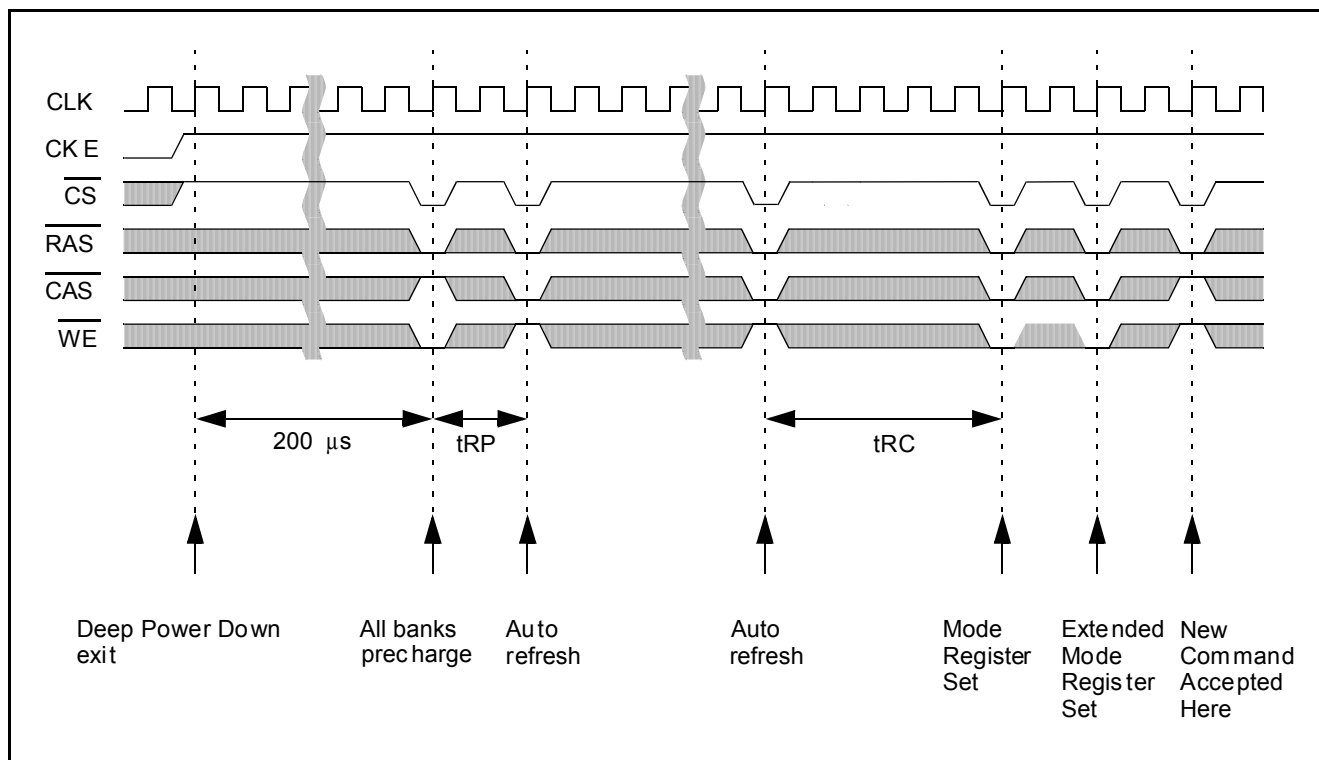 CLK
CKE
CS
RAS
CAS
WE
200 μs
tRP
tRC
Deep Power Down
exit
All banks
precharge
Auto
refresh
Auto
refresh
Mode
Register
Set
Extended
Mode
Register
Set
New
Command
Accepted
Here